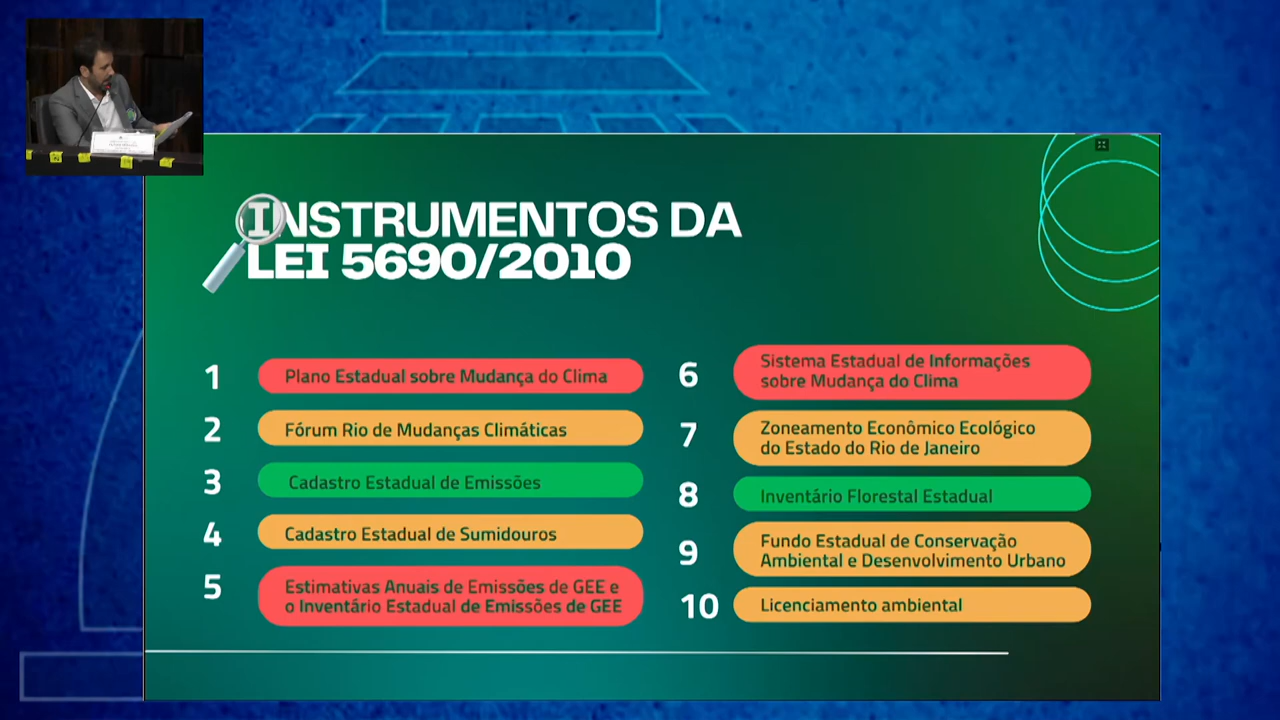 INSTRUMENTOS DA
LEI 5690/2010
1
Plano Estadual sobre Mudança do Clima
2
Fórum Rio de Mudanças Climáticas
3
Cadastro Estadual de Emissões
4
Cadastro Estadual de Sumidouros
5
Estimativas Anuais de Emissões de GEE e
o Inventário Estadual de Emissões de GEE
6
Sistema Estadual de Informações
sobre Mudança do Clima
7
Zoneamento Econômico Ecológico
do Estado do Rio de Janeiro
8
Inventário Florestal Estadual
9
Fundo Estadual de Conservação
Ambiental e Desenvolvimento Urbano
10
Licenciamento ambiental